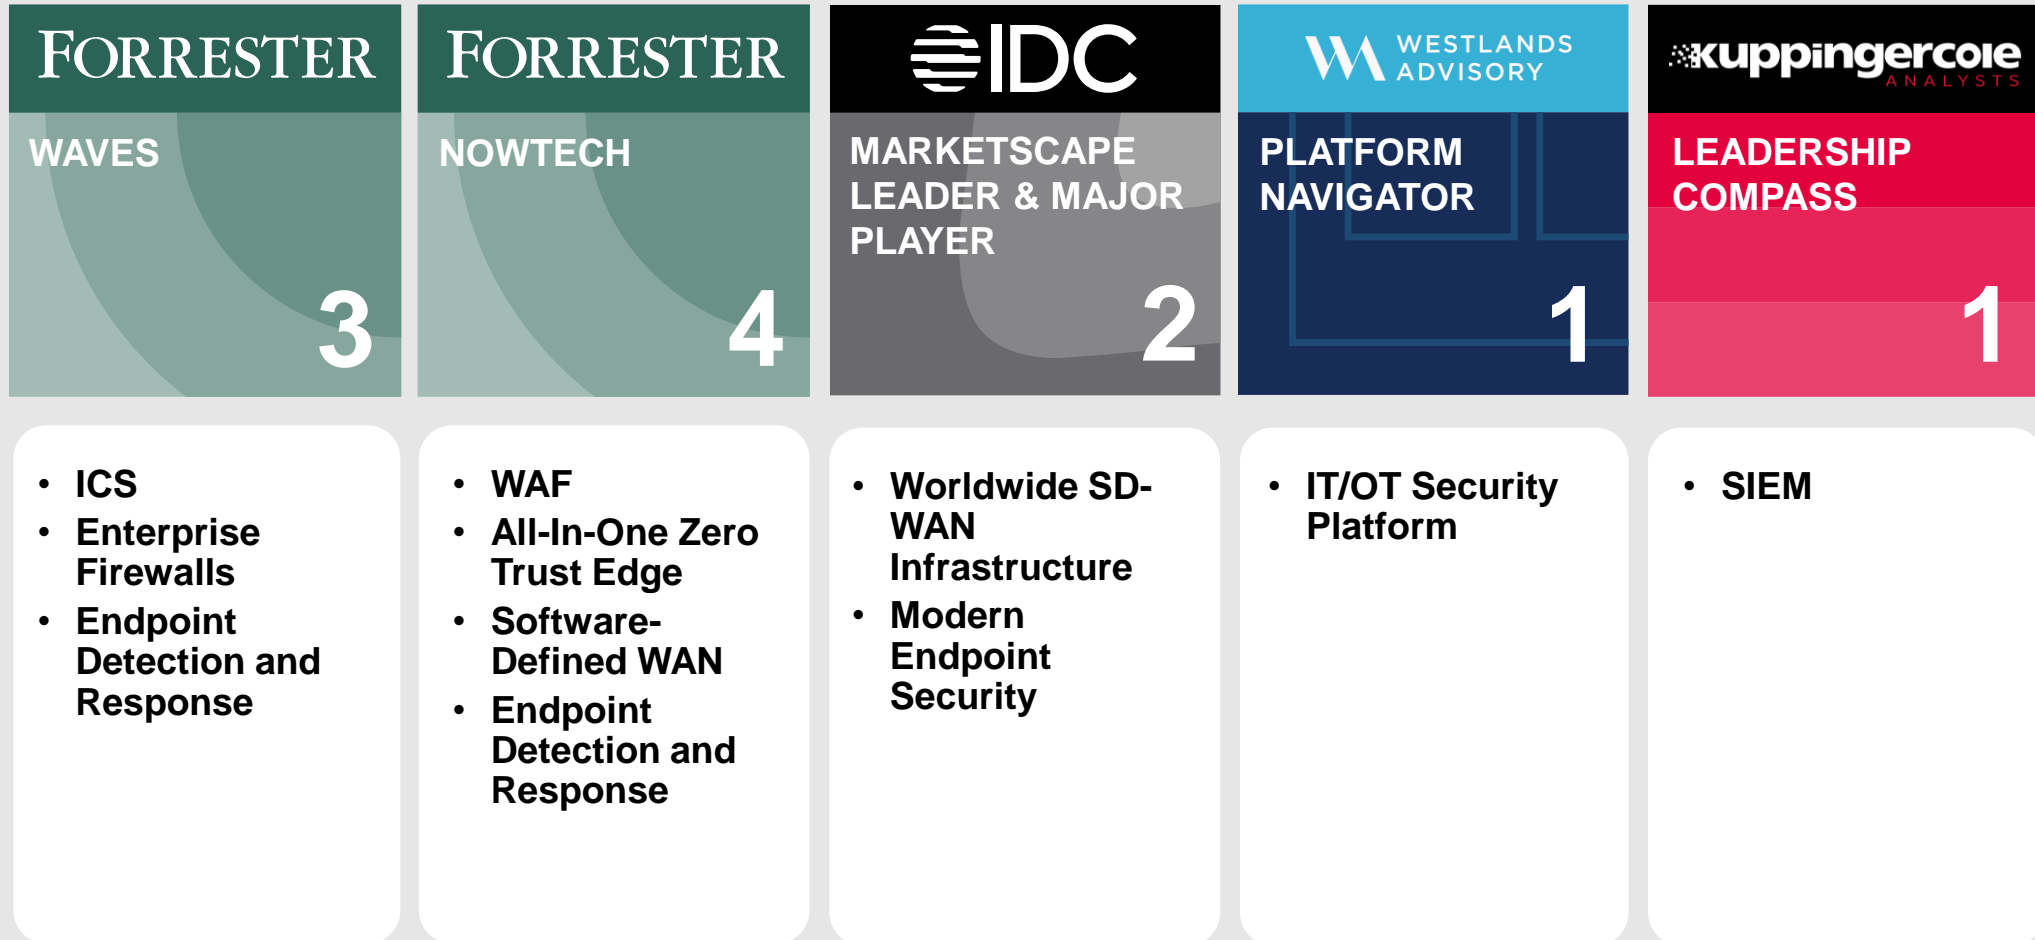 FORRESTER
WAVES
3
• ICS
• Enterprise
Firewalls
• Endpoint
Detection and
Response
FORRESTER
NOWTECH
4
• WAF
• All-In-One Zero
Trust Edge
• Software-
Defined WAN
• Endpoint
Detection and
Response
IDC
MARKETSCAPE
LEADER & MAJOR
PLAYER
2
• Worldwide SD-
WAN
Infrastructure
• Modern
Endpoint
Security
WESTLANDS
ADVISORY
PLATFORM
NAVIGATOR
1
• IT/OT Security
Platform
kuppingercole
ANALYSTS
LEADERSHIP
COMPASS
1
• SIEM